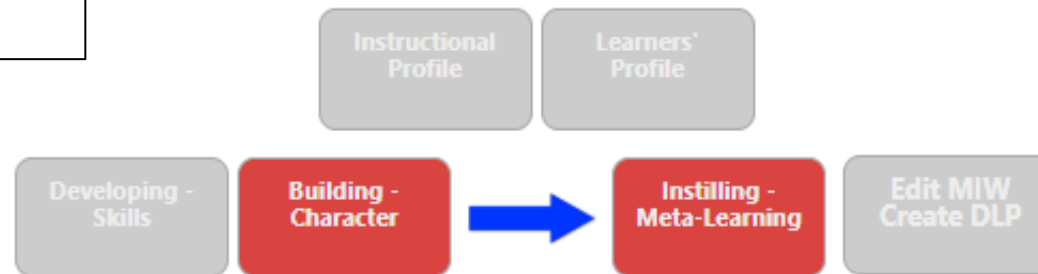 Instructional
Profile
Learners'
Profile
Developing -
Skills
Building -
Character
Instilling -
Meta-Learning
Edit MIW
Create DLP